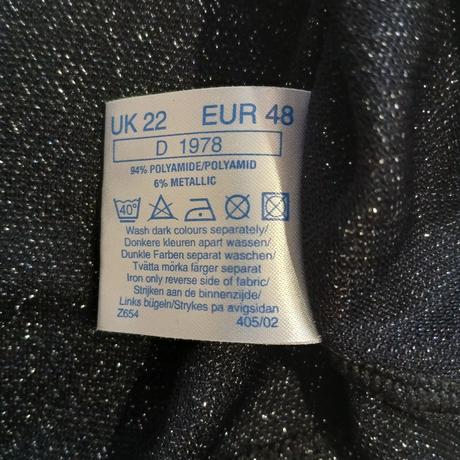 UK 22 EUR 48
D 1978
94% POLYAMIDE/POLYAMID
6% METALLIC
40°
Wash dark colours separately/
Donkere kleuren apart wassen/
Dunkle Farben separat waschen/
Tvätta mörka färger separat
Iron only reverse side of fabric/
Strijken aan de binnenzijde/
Links bügeln/Strykes pa avigsidan
Z654 405/02